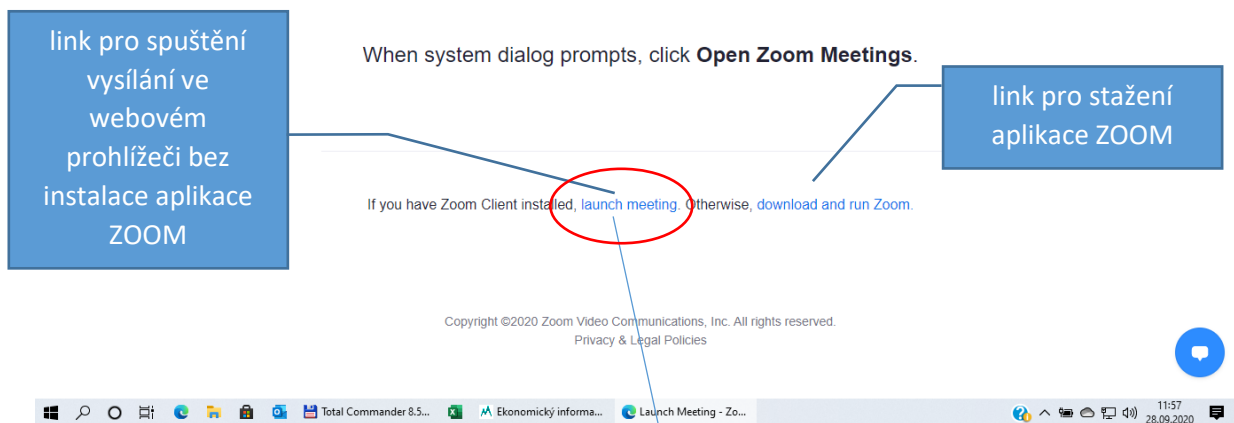 link pro spuštění
vysílání ve
webovém
prohlížeči bez
instalace aplikace
ZOOM
When system dialog prompts, click Open Zoom Meetings.
link pro stažení
aplikace ZOOM
If you have Zoom Client installed, launch meeting. Otherwise, download and run Zoom.
Copyright ©2020 Zoom Video Communications, Inc. All rights reserved.
Privacy & Legal Policies
Total Commander 8.5...
Ekonomický informa...
Launch Meeting - Zo...
11:57
28.09.2020